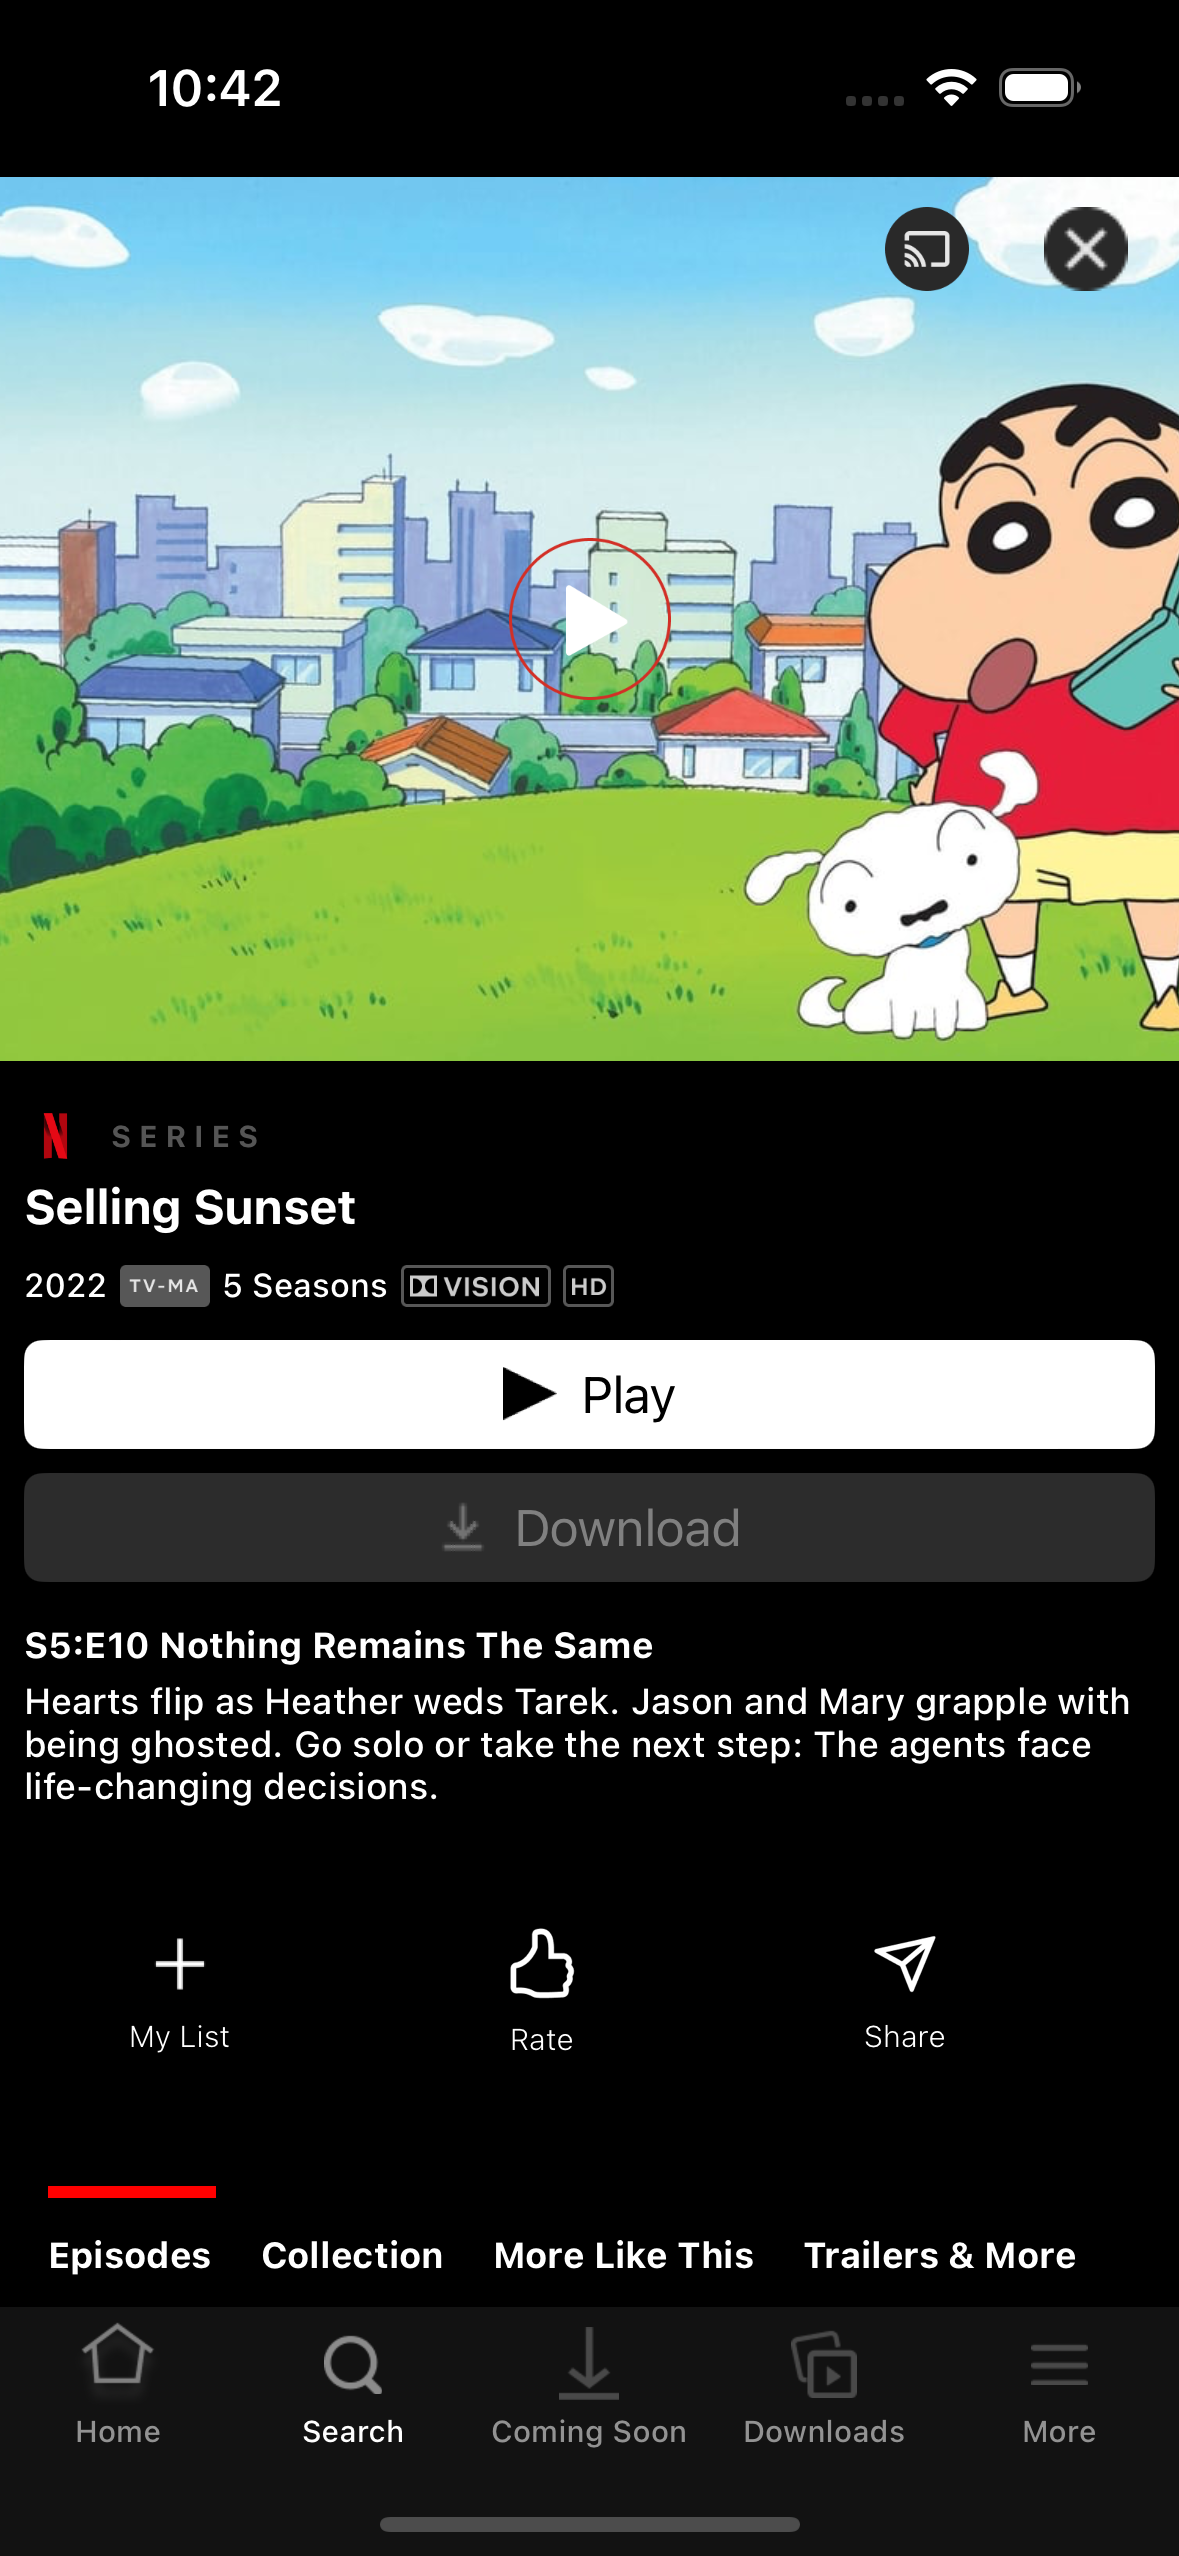 10:42
SERIES
Selling Sunset
2022 TV-MA 5 Seasons VISION HD
Play
Download
S5:E10 Nothing Remains The Same
Hearts flip as Heather weds Tarek. Jason and Mary grapple with
being ghosted. Go solo or take the next step: The agents face
life-changing decisions.
My List Rate Share
Episodes Collection More Like This Trailers & More
Home Search Coming Soon Downloads More